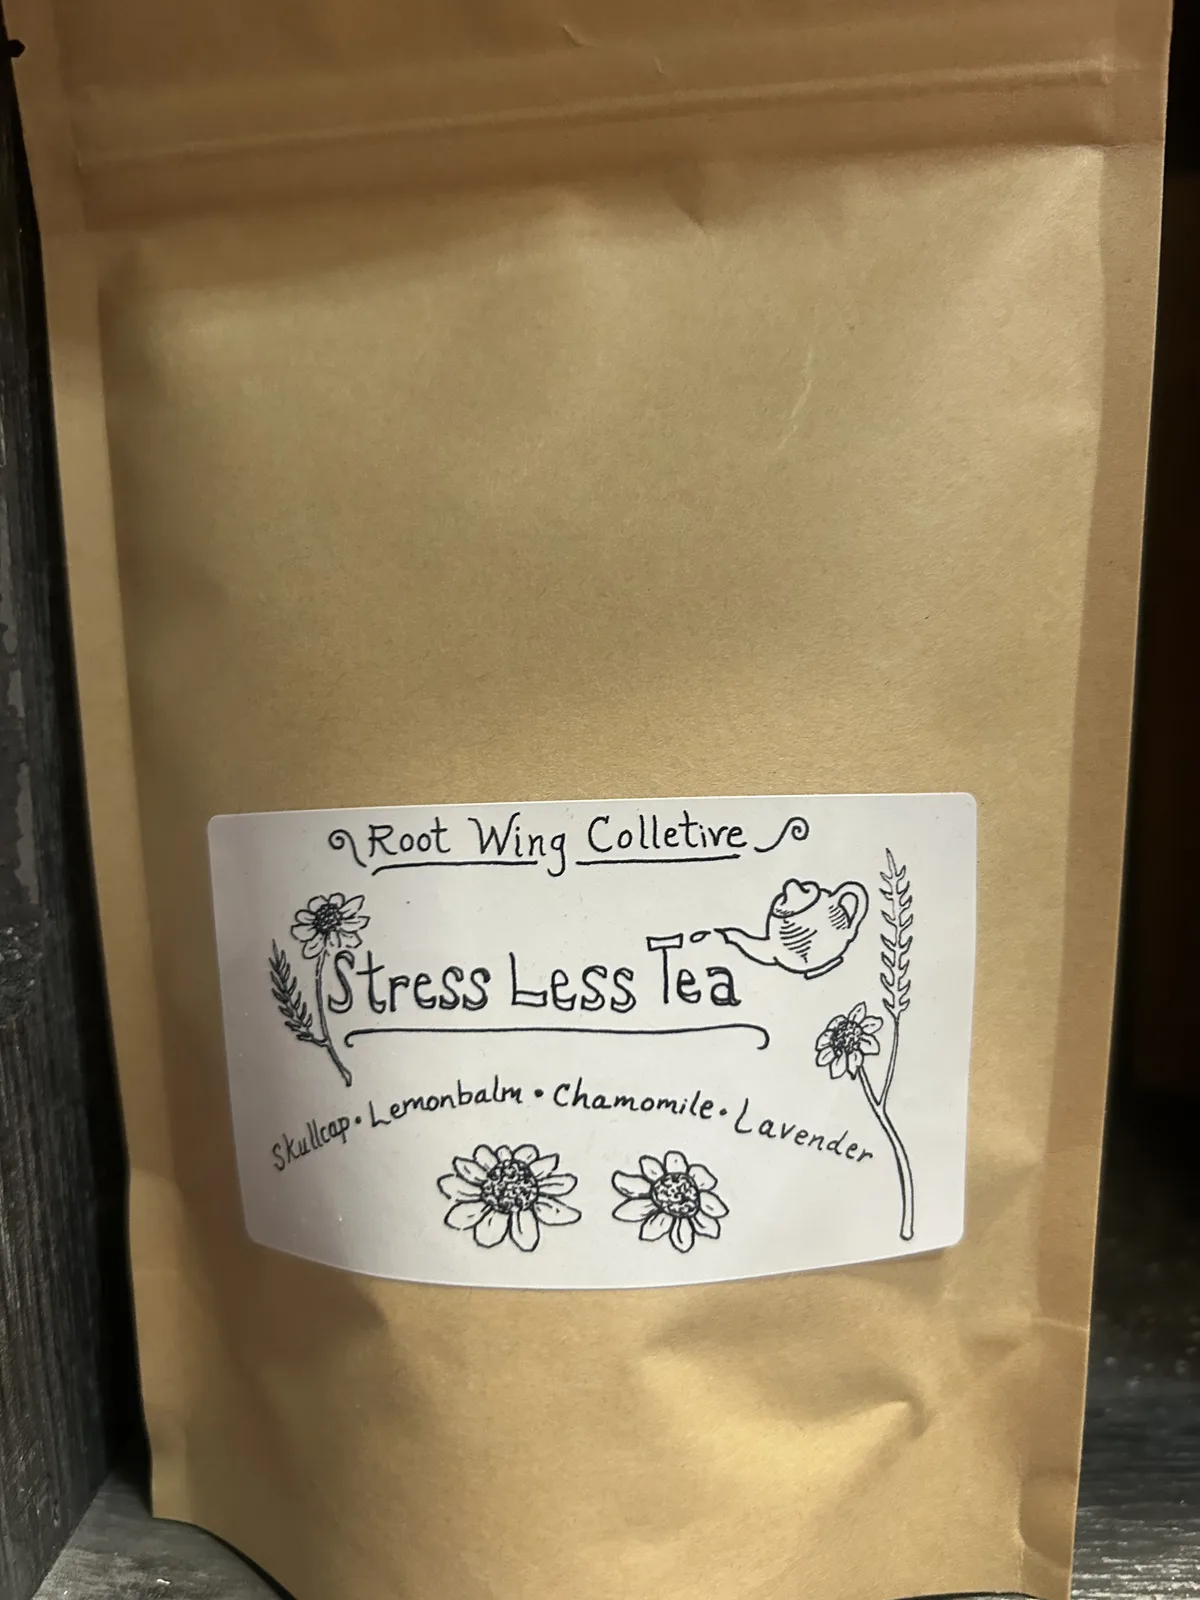 Root Wing Colletive
Stress Less Tea
Skullcap • Lemonbalm • Chamomile • Lavender